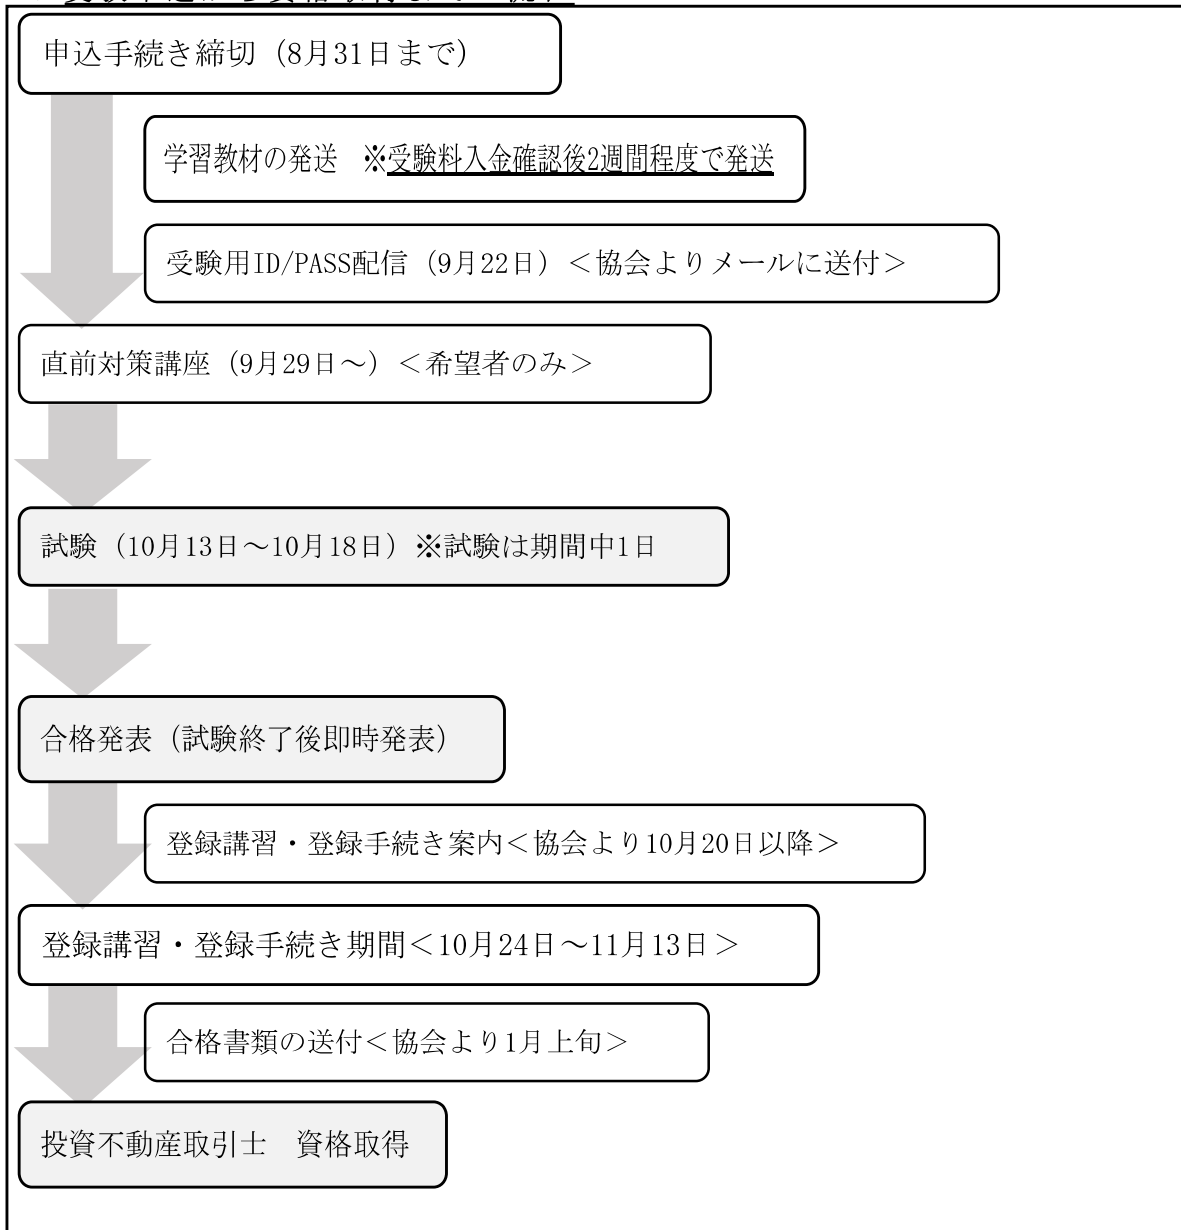 申込手続き締切（8月31日まで）
学習教材の発送　※受験料入金確認後2週間程度で発送
受験用ID/PASS配信（9月22日）＜協会よりメールに送付＞
直前対策講座（9月29日～）＜希望者のみ＞
試験（10月13日～10月18日）※試験は期間中1日
合格発表（試験終了後即時発表）
登録講習・登録手続き案内＜協会より10月20日以降＞
登録講習・登録手続き期間＜10月24日～11月13日＞
合格書類の送付＜協会より1月上旬＞
投資不動産取引士　資格取得